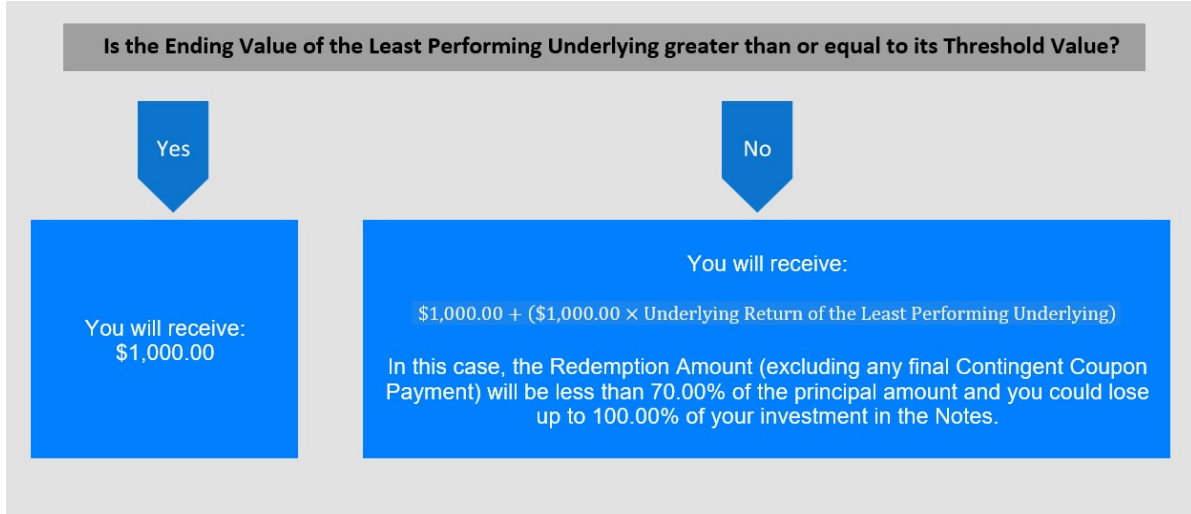 Is the Ending Value of the Least Performing Underlying greater than or equal to its Threshold Value?
Yes
No
You will receive:
$1,000.00
You will receive:
$1,000.00 + ($1,000.00 × Underlying Return of the Least Performing Underlying)
In this case, the Redemption Amount (excluding any final Contingent Coupon
Payment) will be less than 70.00% of the principal amount and you could lose
up to 100.00% of your investment in the Notes.